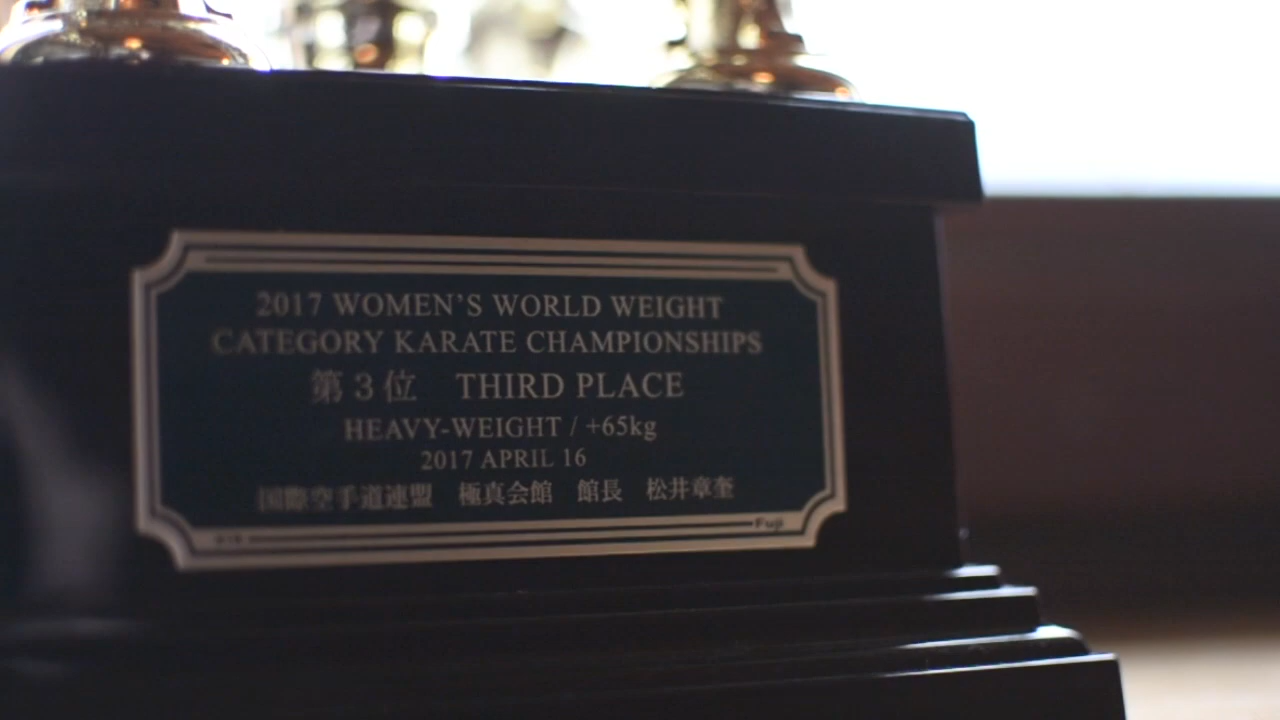 2017 WOMEN'S WORLD WEIGHT
CATEGORY KARATE CHAMPIONSHIPS
第3位 THIRD PLACE
HEAVY-WEIGHT / +65kg
2017 APRIL 16
国際空手道連盟 極真会館 館長 松井章奎
Fuji